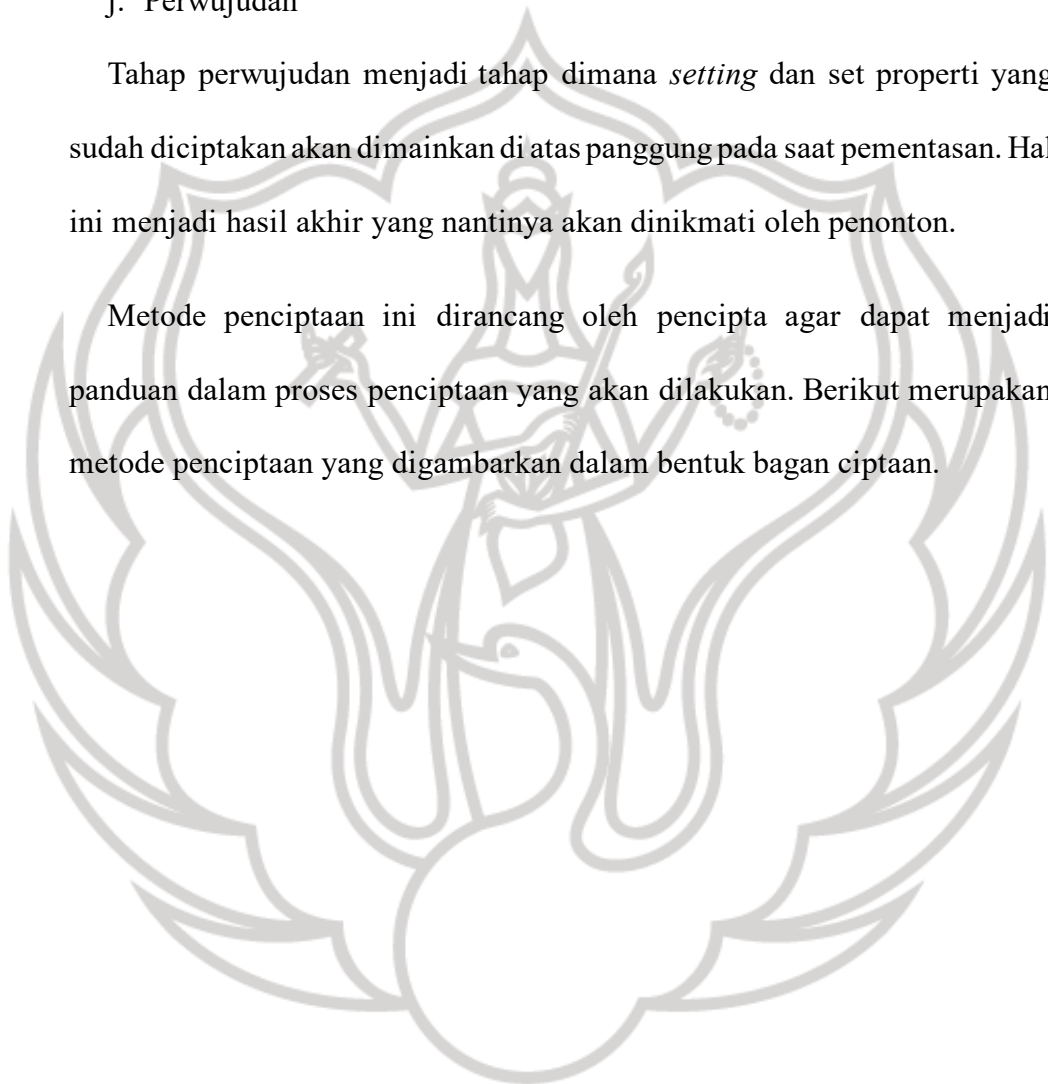 j. Perwujudan
Tahap perwujudan menjadi tahap dimana setting dan set properti yang
sudah diciptakan akan dimainkan di atas panggung pada saat pementasan. Hal
ini menjadi hasil akhir yang nantinya akan dinikmati oleh penonton.
Metode penciptaan ini dirancang oleh pencipta agar dapat menjadi
panduan dalam proses penciptaan yang akan dilakukan. Berikut merupakan
metode penciptaan yang digambarkan dalam bentuk bagan ciptaan.